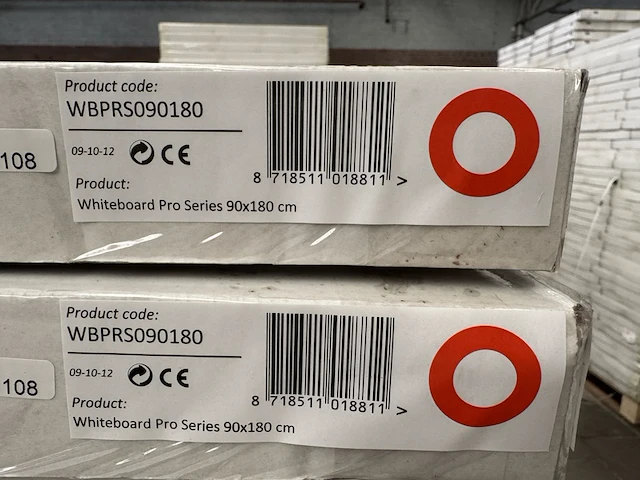 Product code:
WBPRS090180
108
09-10-12 CE
8 718511 018811 >
Product:
Whiteboard Pro Series 90x180 cm
Product code:
WBPRS090180
108
09-10-12 CE
8 718511 018811 >
Product:
Whiteboard Pro Series 90x180 cm